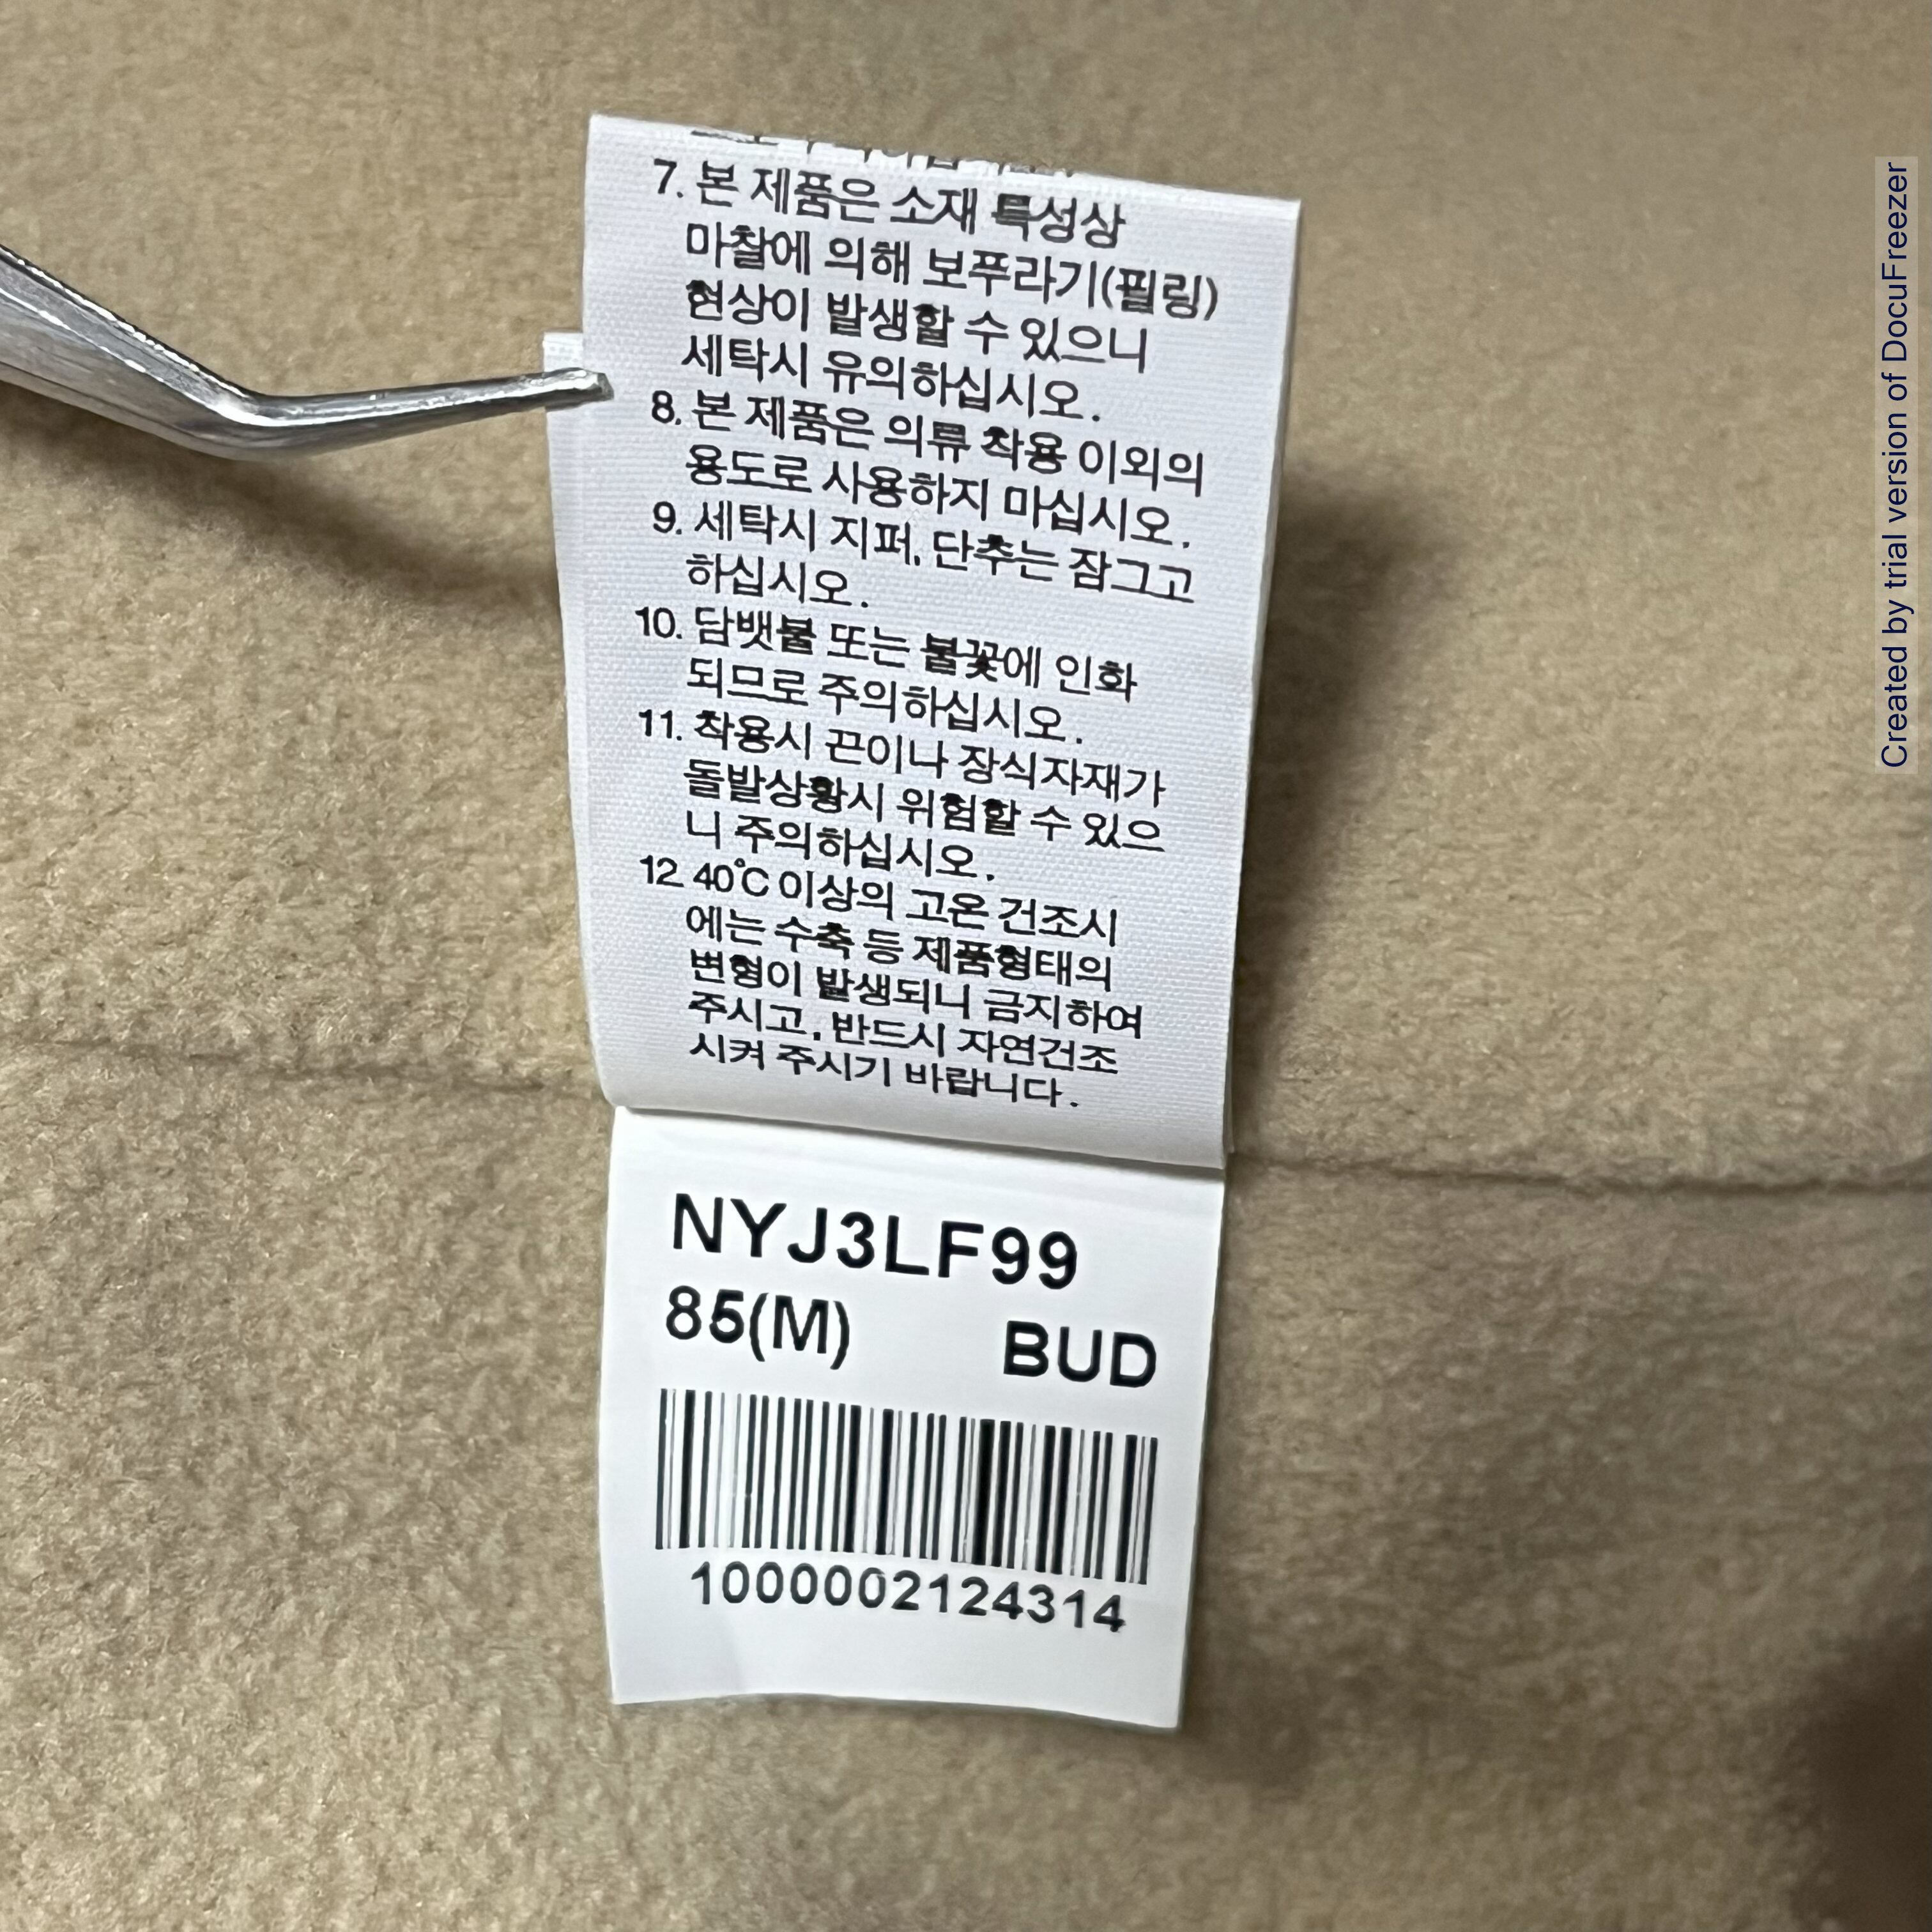 7. 본 제품은 소재 특성상
마찰에 의해 보푸라기(필링)
현상이 발생할 수 있으니
세탁시 유의하십시오.
8. 본 제품은 의류 착용 이외의
용도로 사용하지 마십시오.
9. 세탁시 지퍼, 단추는 잠그고
하십시오.
10. 담뱃불 또는 불꽃에 인화
되므로 주의하십시오.
11. 착용시 끈이나 장식자재가
돌발상황시 위험할 수 있으
니 주의하십시오.
12. 40℃ 이상의 고온 건조시
에는 수축 등 제품형태의
변형이 발생되니 금지하여
주시고, 반드시 자연건조
시켜 주시기 바랍니다.
NYJ3LF99
85(M) BUD
1000002124314
Created by trial version of DocuFreezer